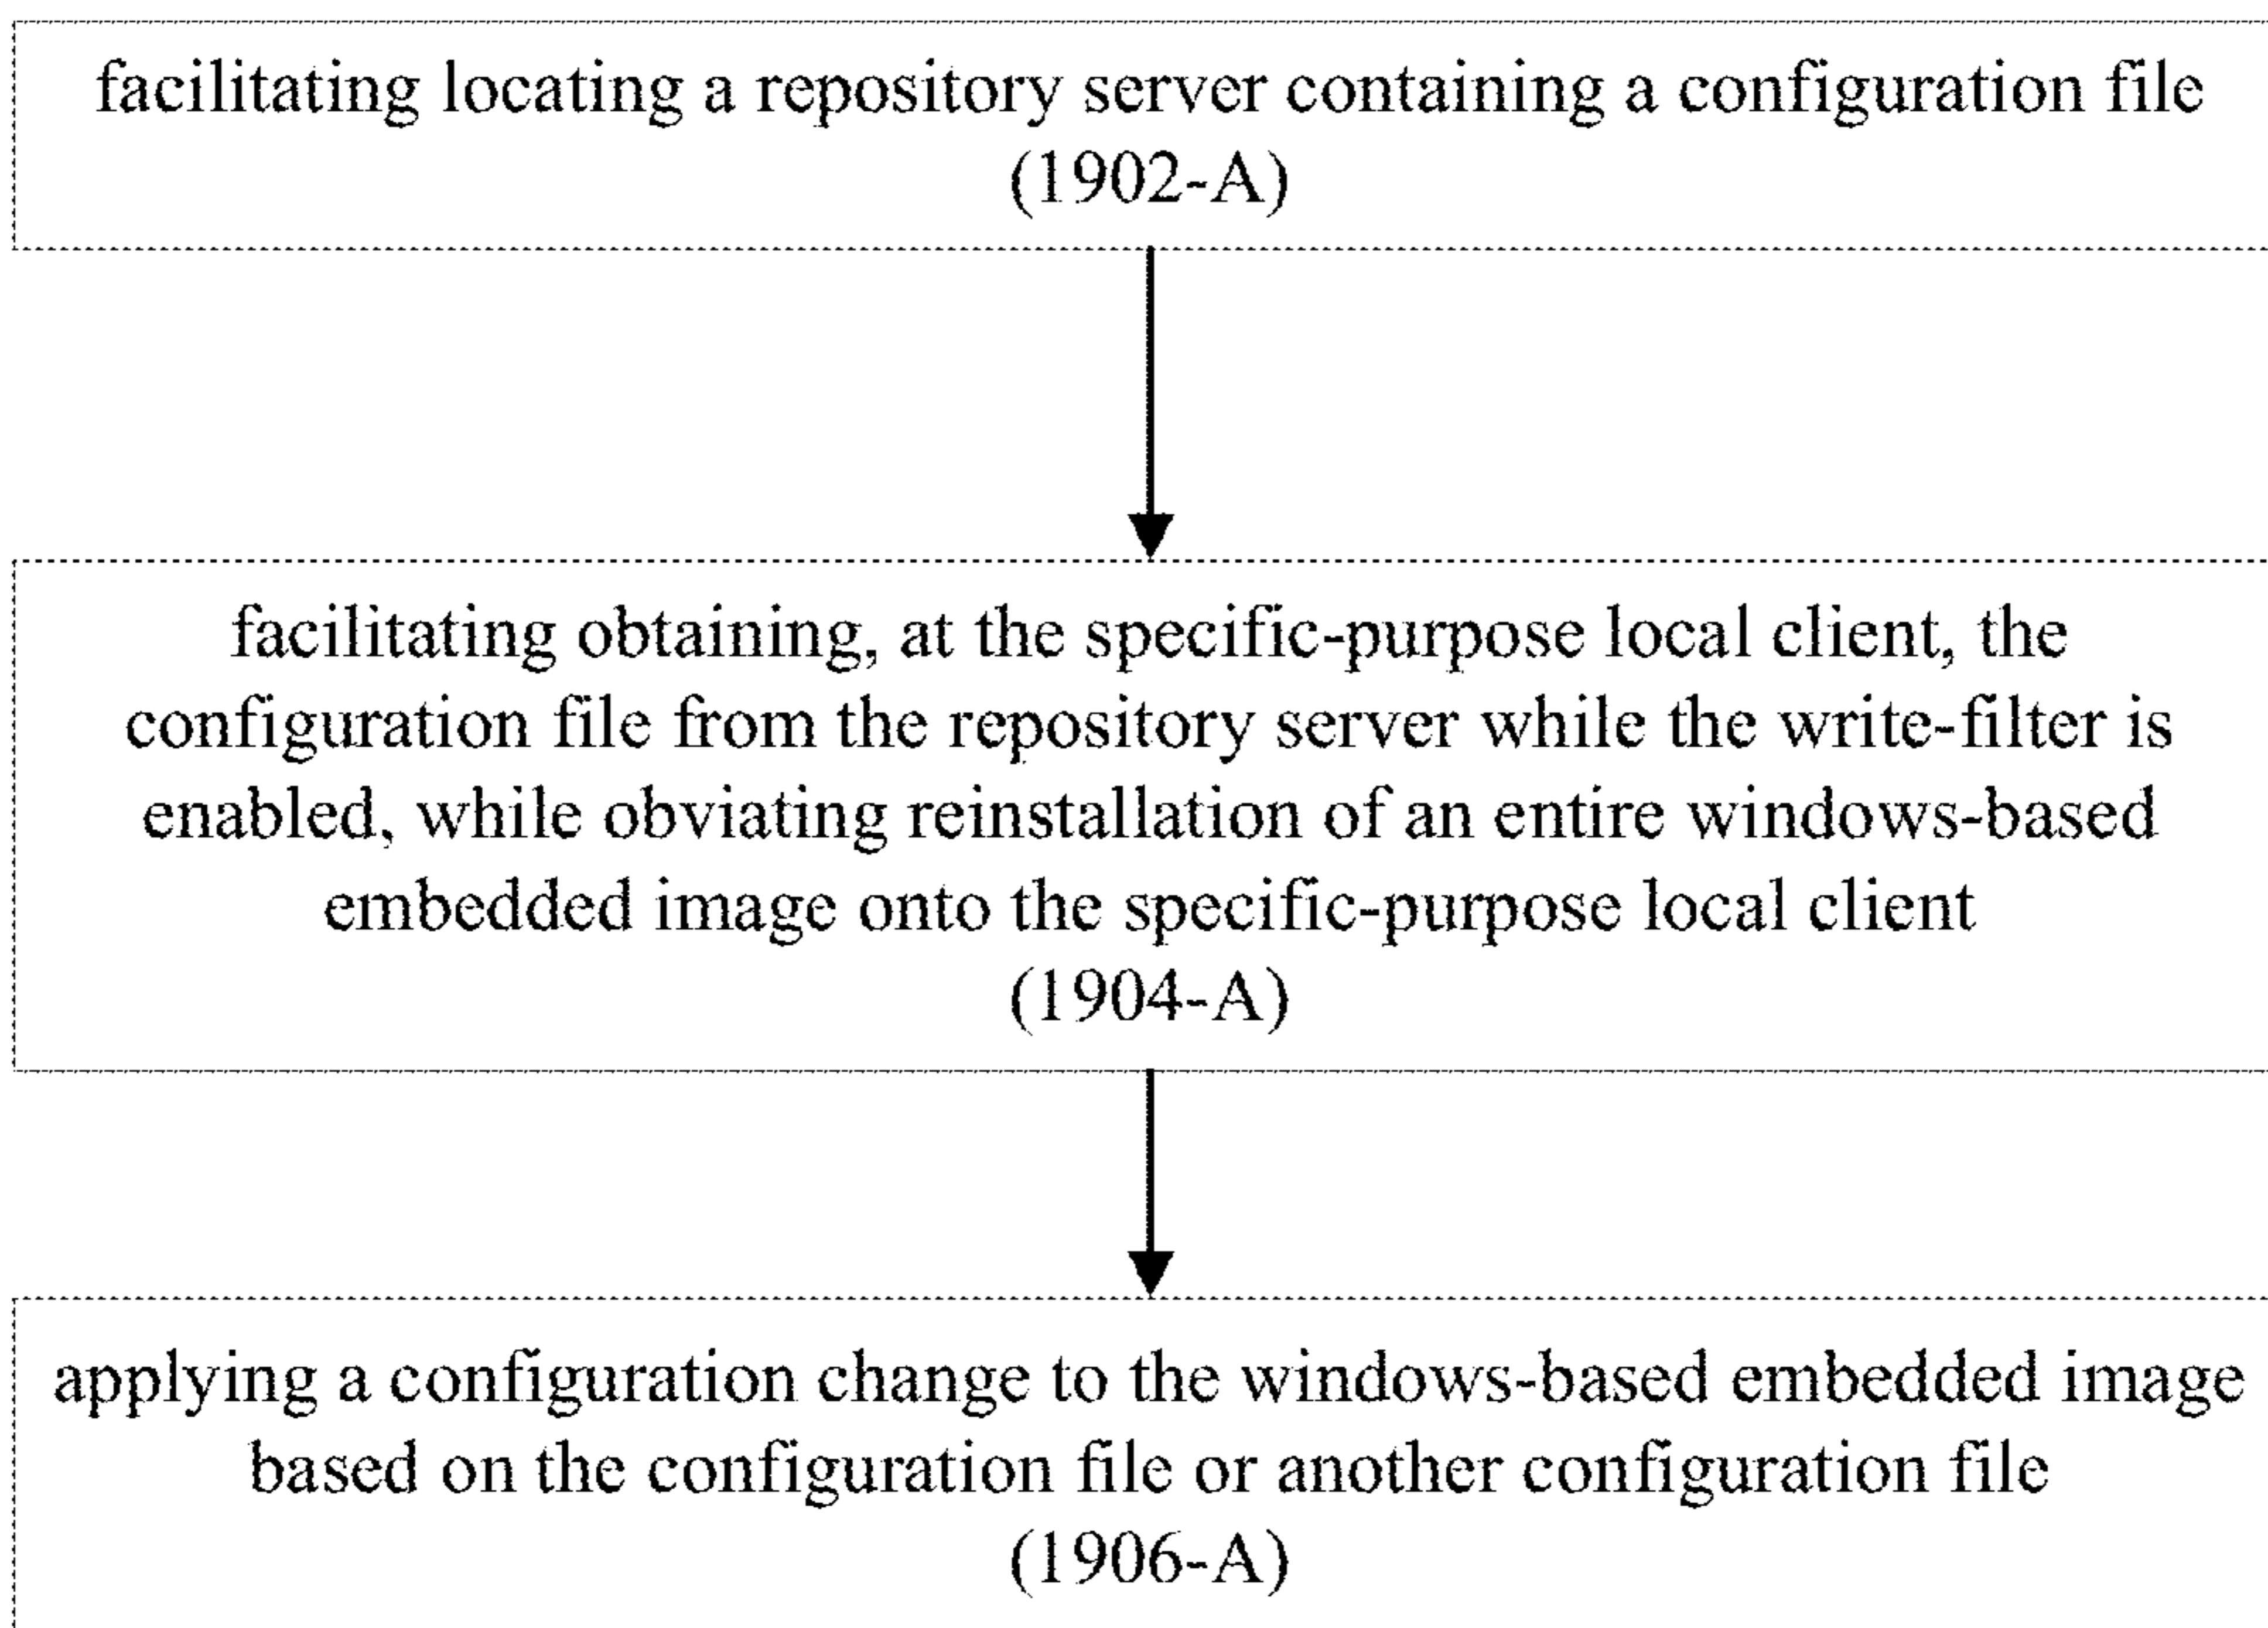 facilitating locating a repository server containing a configuration file
(1902-A)
facilitating obtaining, at the specific-purpose local client, the
configuration file from the repository server while the write-filter is
enabled, while obviating reinstallation of an entire windows-based
embedded image onto the specific-purpose local client
(1904-A)
applying a configuration change to the windows-based embedded image
based on the configuration file or another configuration file
(1906-A)